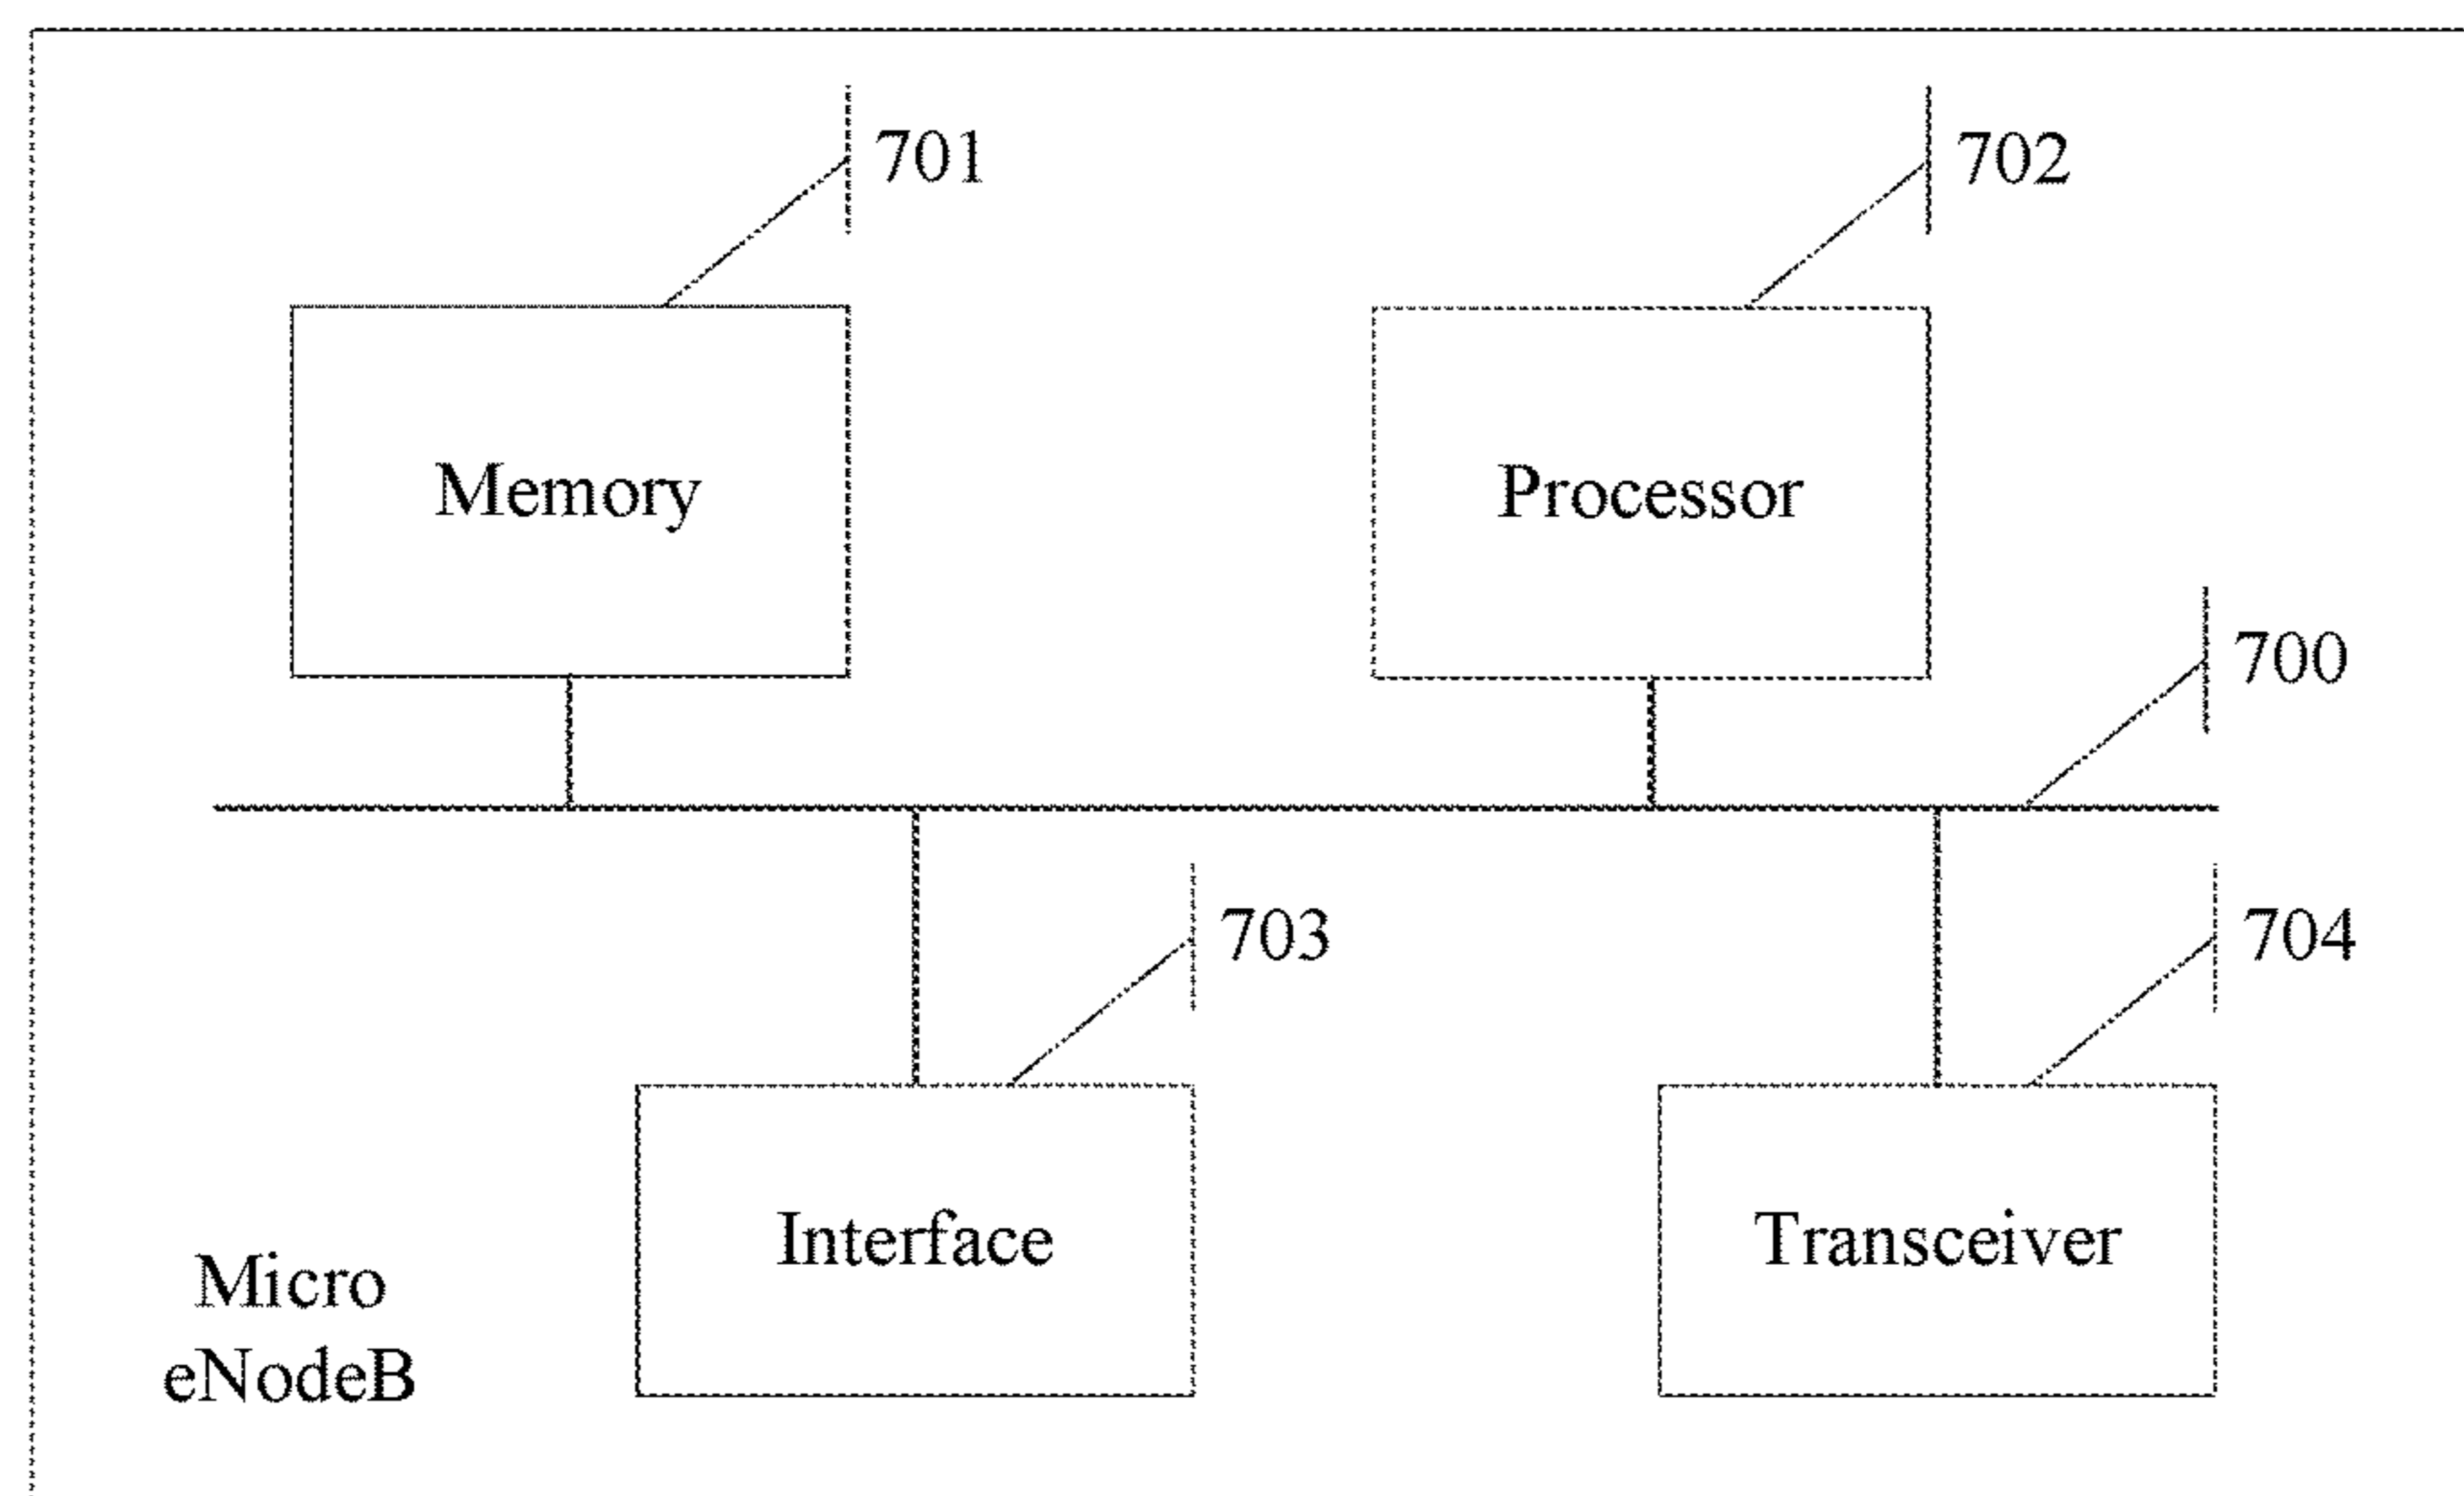 701
702
Memory
Processor
700
703
704
Interface
Transceiver
Micro
eNodeB